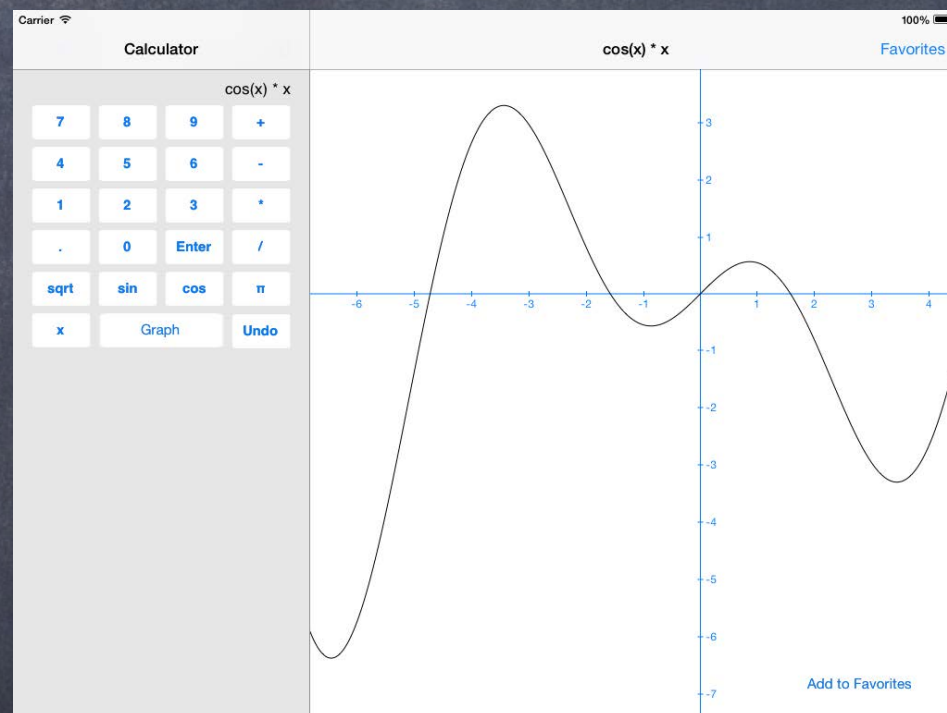 Carrier
100%
Calculator
cos(x) * x
Favorites
cos(x) * x
7 8 9 +
4 5 6 -
1 2 3 *
. 0 Enter /
sqrt sin cos π
x Graph Undo
3
2
1
-6 -5 -4 -3 -2 -1 1 2 3 4
-1
-2
-3
-4
-5
-6
-7
Add to Favorites